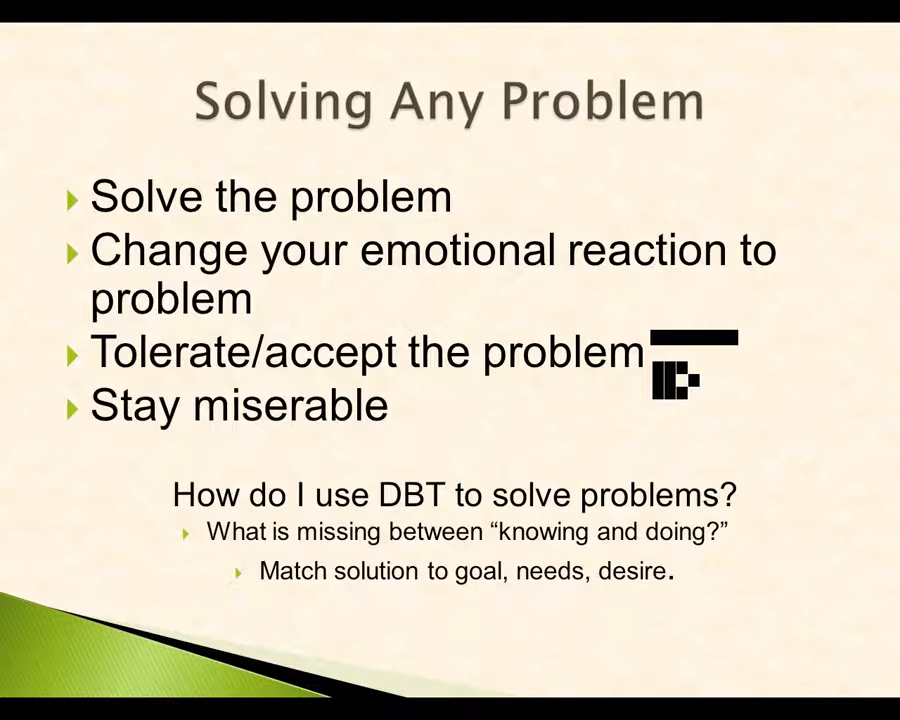 Solving Any Problem
Solve the problem
Change your emotional reaction to
problem
Tolerate/accept the problem
Stay miserable
How do I use DBT to solve problems?
What is missing between “knowing and doing?”
Match solution to goal, needs, desire.